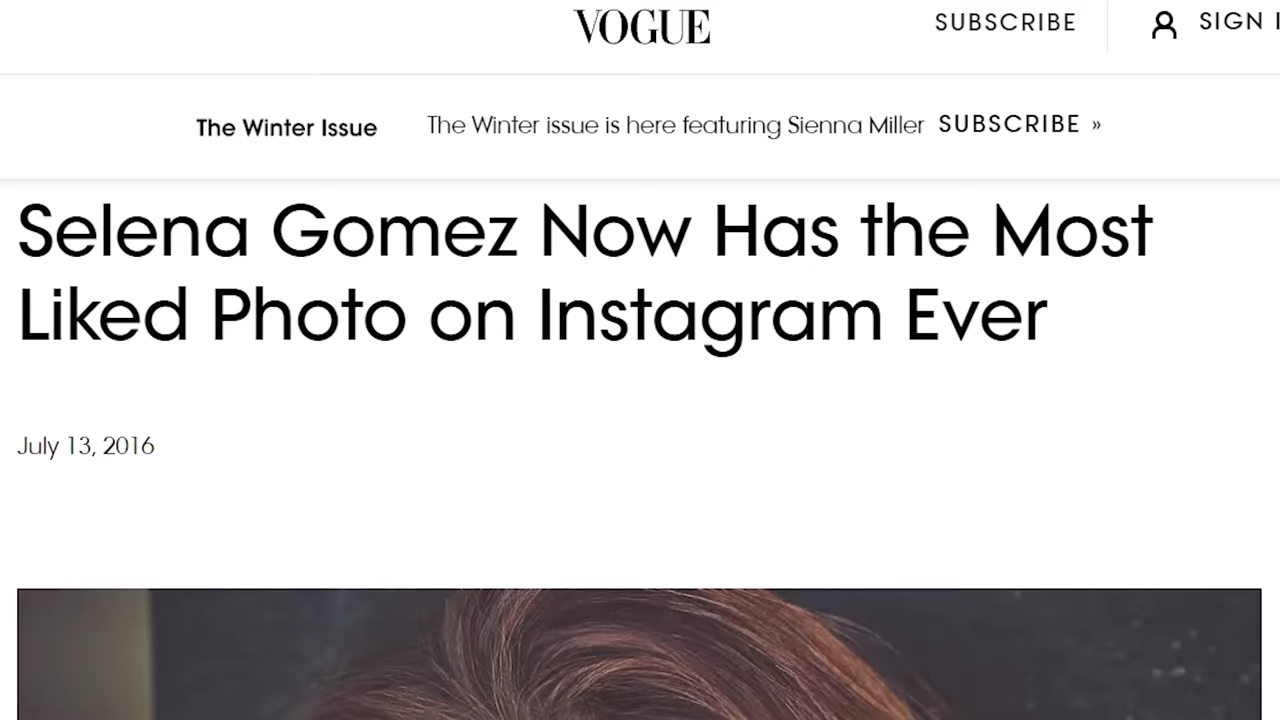 VOGUE
SUBSCRIBE
SIGN I
The Winter Issue
The Winter issue is here featuring Sienna Miller SUBSCRIBE »
Selena Gomez Now Has the Most
Liked Photo on Instagram Ever
July 13, 2016